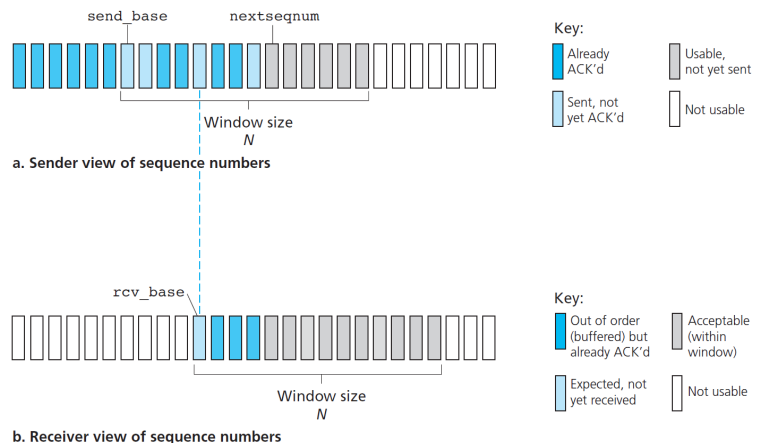 send_base
nextseqnum
Window size
N
a. Sender view of sequence numbers
Key:
Already
ACK'd
Usable,
not yet sent
Sent, not
yet ACK'd
Not usable
rcv_base
Window size
N
b. Receiver view of sequence numbers
Key:
Out of order
(buffered) but
already ACK'd
Acceptable
(within
window)
Expected, not
yet received
Not usable